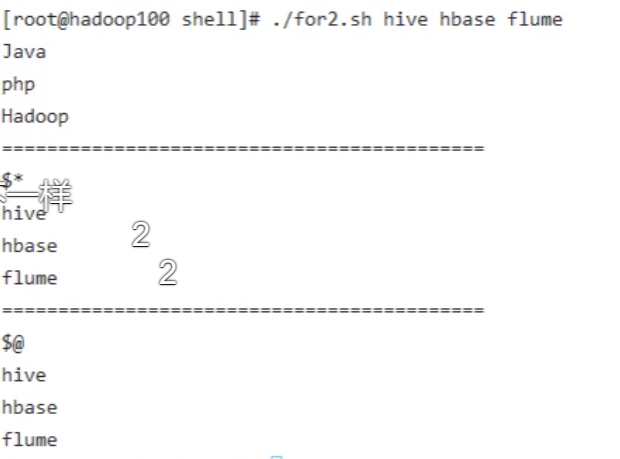 [root@hadoop100 shell]# ./for2.sh hive hbase flume
Java
php
Hadoop
===========================================
$*
一样
hive
hbase
2
flume
2
===========================================
$@
hive
hbase
flume